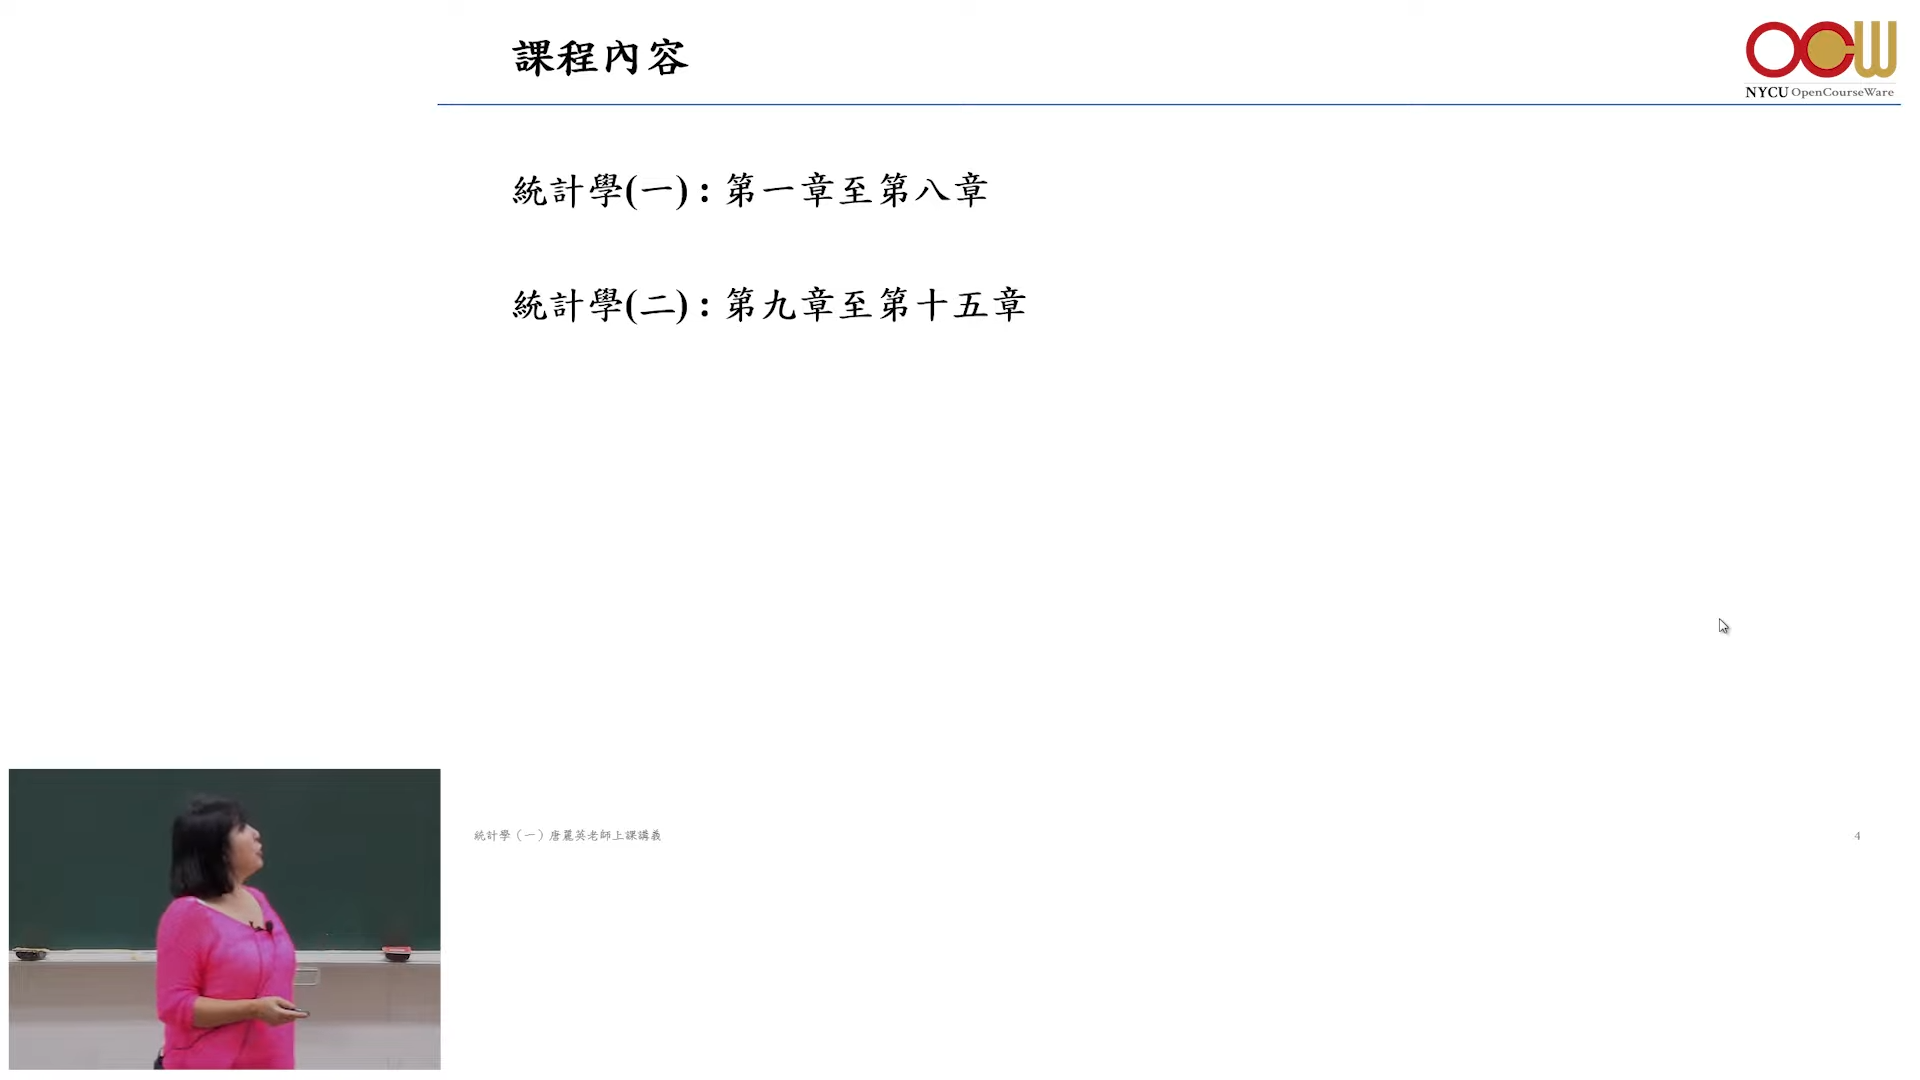 課程內容
OCW
NYCU OpenCourseWare
統計學(一)：第一章至第八章
統計學(二)：第九章至第十五章
統計學（一）唐麗英老師上課講義
4